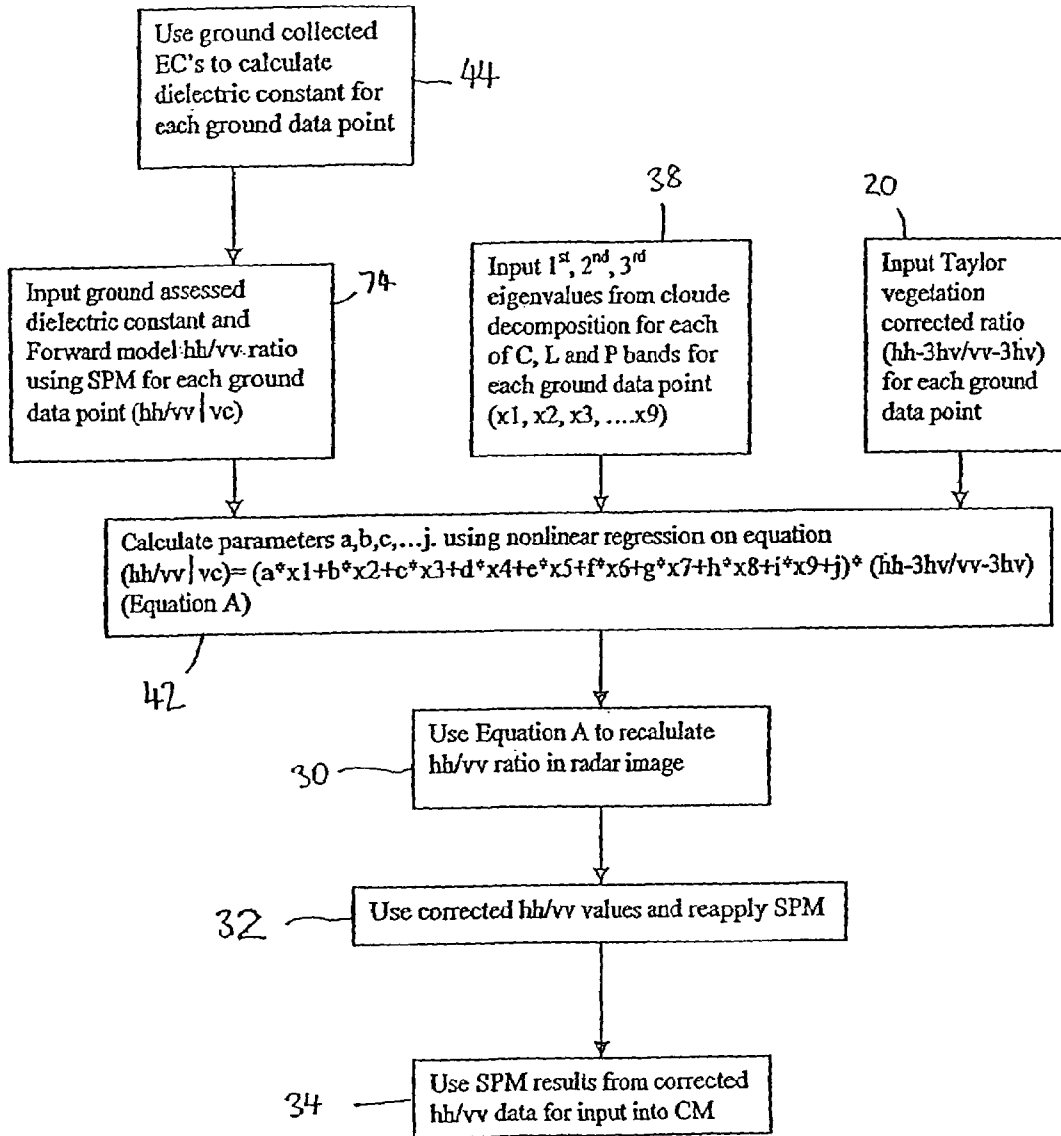 Use ground collected
EC's to calculate
dielectric constant for
each ground data point
44
38
20
Input ground assessed
dielectric constant and
Forward model hh/vv ratio
using SPM for each ground
data point (hh/vv | vc)
74
Input 1st, 2nd, 3rd
eigenvalues from cloude
decomposition for each
of C, L and P bands for
each ground data point
(x1, x2, x3, ....x9)
Input Taylor
vegetation
corrected ratio
(hh-3hv/vv-3hv)
for each ground
data point
Calculate parameters a,b,c,...j. using nonlinear regression on equation
(hh/vv | vc)= (a*x1+b*x2+c*x3+d*x4+e*x5+f*x6+g*x7+h*x8+i*x9+j)* (hh-3hv/vv-3hv)
(Equation A)
42
Use Equation A to recalulate
hh/vv ratio in radar image
30
Use corrected hh/vv values and reapply SPM
32
Use SPM results from corrected
hh/vv data for input into CM
34